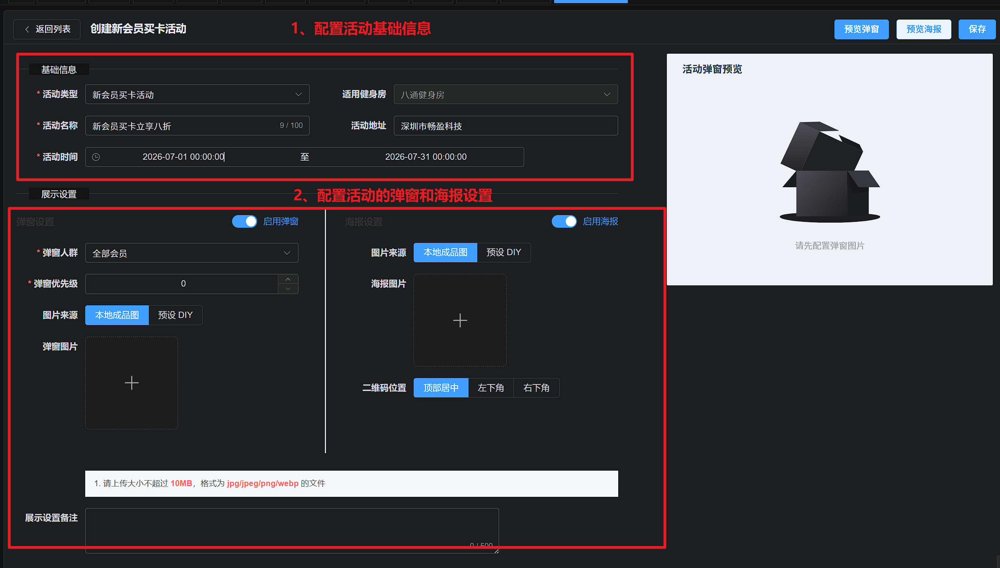 返回列表 创建新会员买卡活动 1、配置活动基础信息 预览弹窗 预览海报 保存
基础信息
* 活动类型 新会员买卡活动 适用健身房 八通健身房
* 活动名称 新会员买卡立享八折 9 / 100 活动地址 深圳市畅盈科技
* 活动时间 2026-07-01 00:00:00 至 2026-07-31 00:00:00
活动弹窗预览
请先配置弹窗图片
展示设置 2、配置活动的弹窗和海报设置
弹窗设置 启用弹窗 海报设置 启用海报
* 弹窗人群 全部会员 图片来源 本地成品图 预设 DIY
* 弹窗优先级 0 海报图片
图片来源 本地成品图 预设 DIY
弹窗图片
二维码位置 顶部居中 左下角 右下角
1. 请上传大小不超过 10MB，格式为 jpg/jpeg/png/webp 的文件
展示设置备注
0 / 500